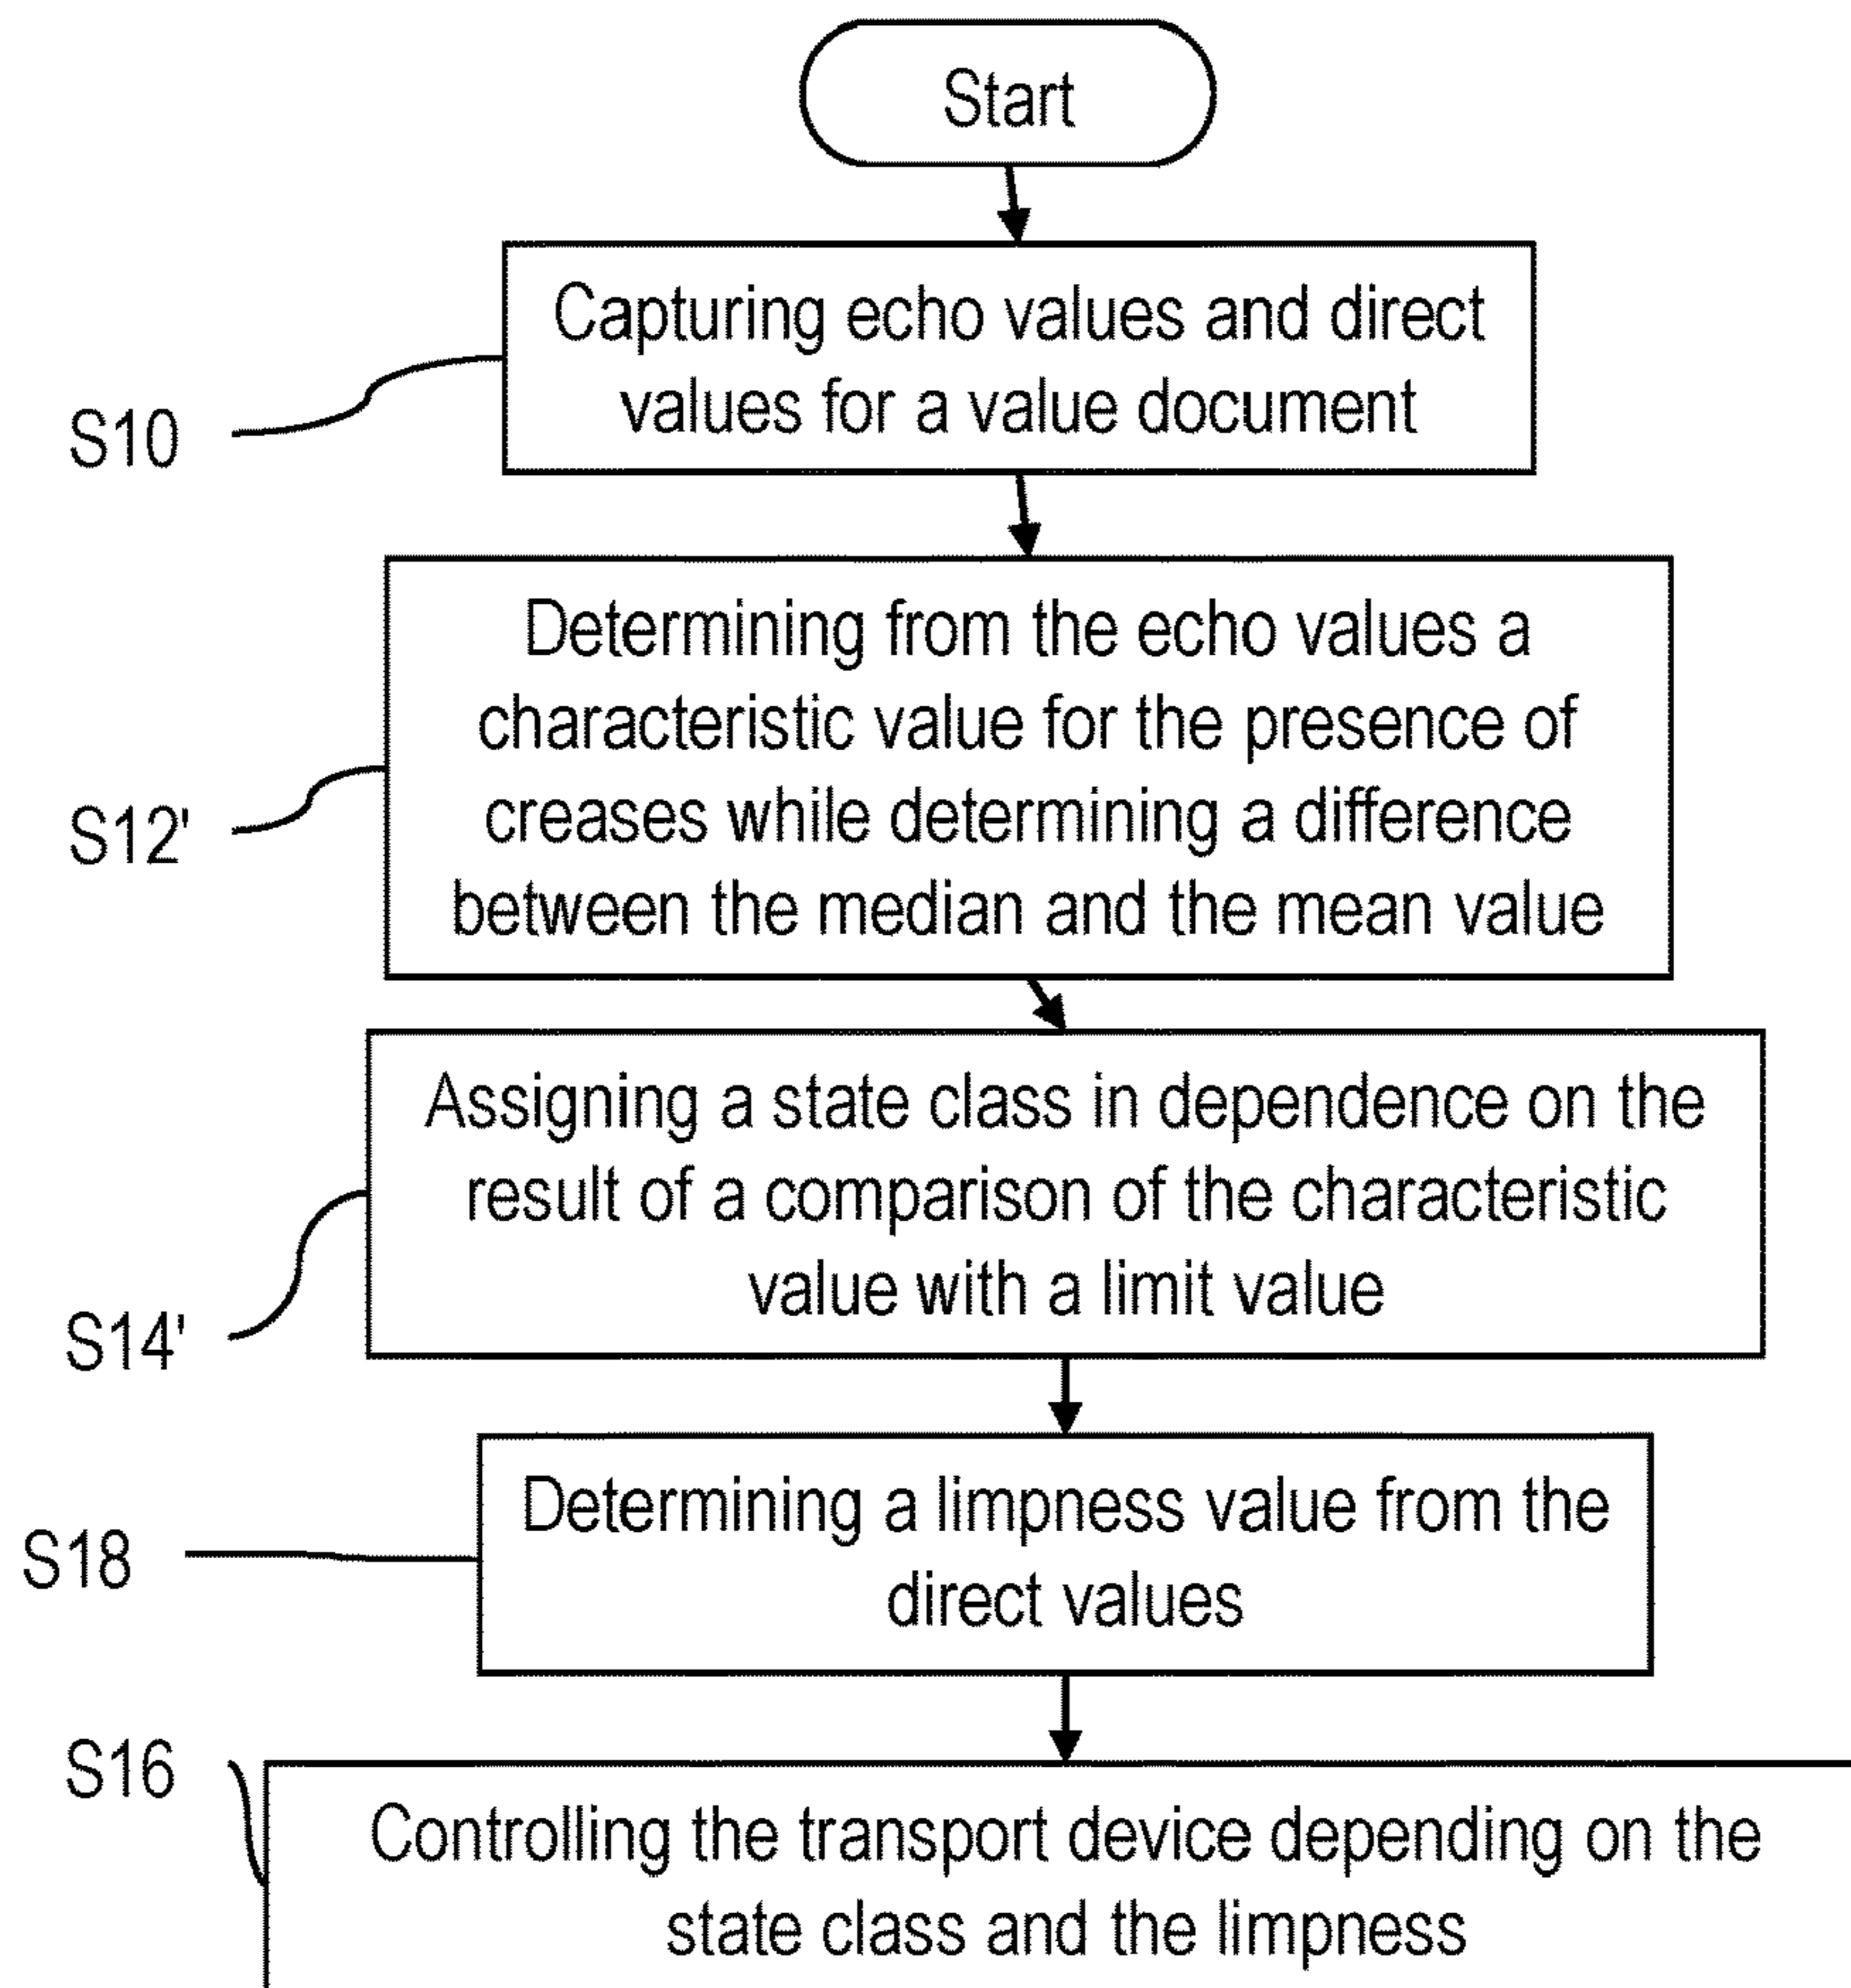 Start
Capturing echo values and direct
values for a value document
S10
Determining from the echo values a
characteristic value for the presence of
creases while determining a difference
between the median and the mean value
S12'
Assigning a state class in dependence on the
result of a comparison of the characteristic
value with a limit value
S14'
Determining a limpness value from the
direct values
S18
S16
Controlling the transport device depending on the
state class and the limpness